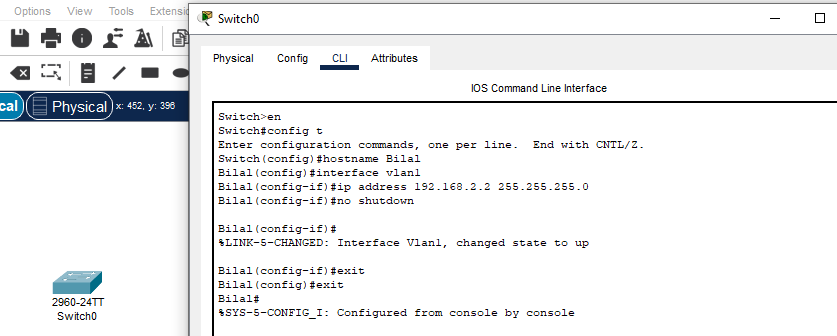 Options View Tools
Switch0
Physical Config CLI Attributes
Physical x: 452, y: 396
IOS Command Line Interface
Switch>en
Switch#config t
Enter configuration commands, one per line.  End with CNTL/Z.
Switch(config)#hostname Bilal
Bilal(config)#interface vlan1
Bilal(config-if)#ip address 192.168.2.2 255.255.255.0
Bilal(config-if)#no shutdown
Bilal(config-if)#
%LINK-5-CHANGED: Interface Vlan1, changed state to up
Bilal(config-if)#exit
Bilal(config)#exit
Bilal#
%SYS-5-CONFIG_I: Configured from console by console
2960-24TT
Switch0